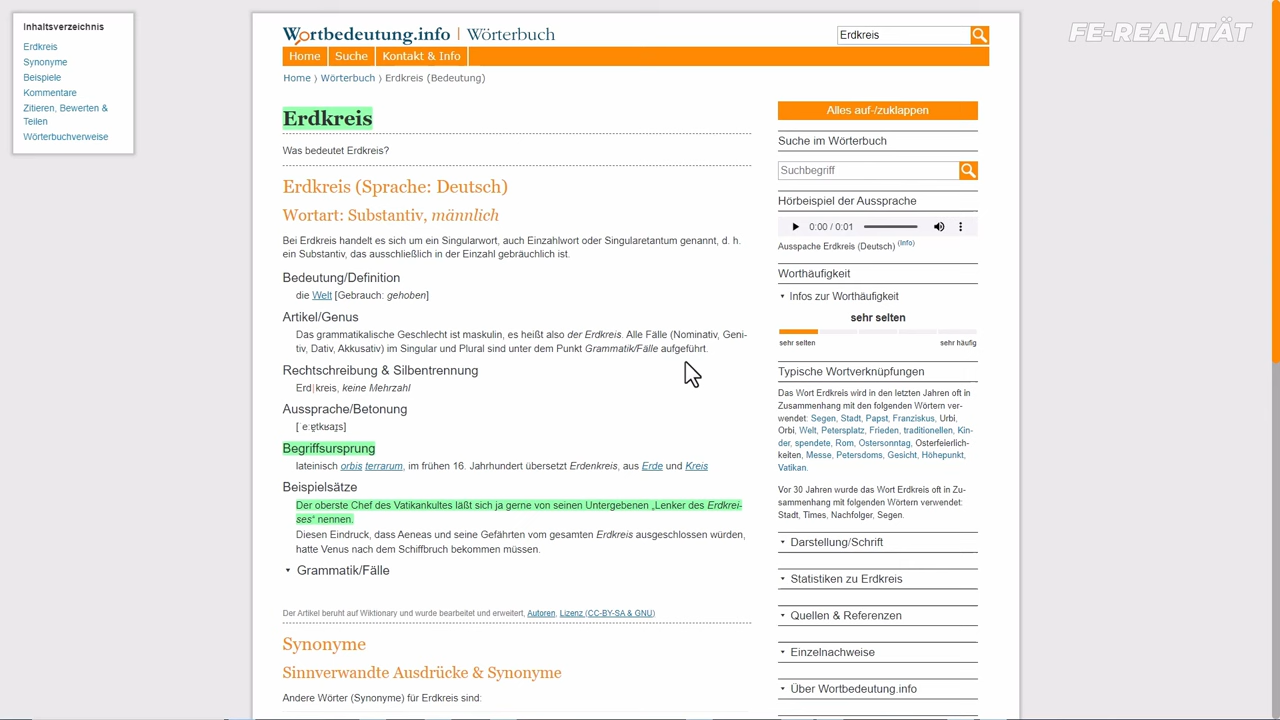 Inhaltsverzeichnis
Erdkreis
Synonyme
Beispiele
Kommentare
Zitieren, Bewerten &
Teilen
Wörterbuchverweise
Wortbedeutung.info | Wörterbuch
Erdkreis
FE-REALITÄT
Home
Suche
Kontakt & Info
Home 〉 Wörterbuch 〉 Erdkreis (Bedeutung)
Erdkreis
Was bedeutet Erdkreis?
Erdkreis (Sprache: Deutsch)
Wortart: Substantiv, männlich
Bei Erdkreis handelt es sich um ein Singularwort, auch Einzahlwort oder Singularetantum genannt, d. h.
ein Substantiv, das ausschließlich in der Einzahl gebräuchlich ist.
Bedeutung/Definition
die Welt [Gebrauch: gehoben]
Artikel/Genus
Das grammatikalische Geschlecht ist maskulin, es heißt also der Erdkreis. Alle Fälle (Nominativ, Geni-
tiv, Dativ, Akkusativ) im Singular und Plural sind unter dem Punkt Grammatik/Fälle aufgeführt.
Rechtschreibung & Silbentrennung
Erd|kreis, keine Mehrzahl
Aussprache/Betonung
[ˈeːɐ̯tkʁaɪ̯s]
Begriffsursprung
lateinisch orbis terrarum, im frühen 16. Jahrhundert übersetzt Erdenkreis, aus Erde und Kreis
Beispielsätze
Der oberste Chef des Vatikankultes läßt sich ja gerne von seinen Untergebenen „Lenker des Erdkrei-
ses“ nennen.
Diesen Eindruck, dass Aeneas und seine Gefährten vom gesamten Erdkreis ausgeschlossen würden,
hatte Venus nach dem Schiffbruch bekommen müssen.
Grammatik/Fälle
Der Artikel beruht auf Wiktionary und wurde bearbeitet und erweitert, Autoren, Lizenz (CC-BY-SA & GNU)
Synonyme
Sinnverwandte Ausdrücke & Synonyme
Andere Wörter (Synonyme) für Erdkreis sind:
Alles auf-/zuklappen
Suche im Wörterbuch
Suchbegriff
Hörbeispiel der Aussprache
0:00 / 0:01
Ausspache Erdkreis (Deutsch) (Info)
Worthäufigkeit
Infos zur Worthäufigkeit
sehr selten
sehr selten sehr häufig
Typische Wortverknüpfungen
Das Wort Erdkreis wird in den letzten Jahren oft in
Zusammenhang mit den folgenden Wörtern ver-
wendet: Segen, Stadt, Papst, Franziskus, Urbi,
Orbi, Welt, Petersplatz, Frieden, traditionellen, Kin-
der, spendete, Rom, Ostersonntag, Osterfeierlich-
keiten, Messe, Petersdoms, Gesicht, Höhepunkt,
Vatikan.
Vor 30 Jahren wurde das Wort Erdkreis oft in Zu-
sammenhang mit folgenden Wörtern verwendet:
Stadt, Times, Nachfolger, Segen.
Darstellung/Schrift
Statistiken zu Erdkreis
Quellen & Referenzen
Einzelnachweise
Über Wortbedeutung.info